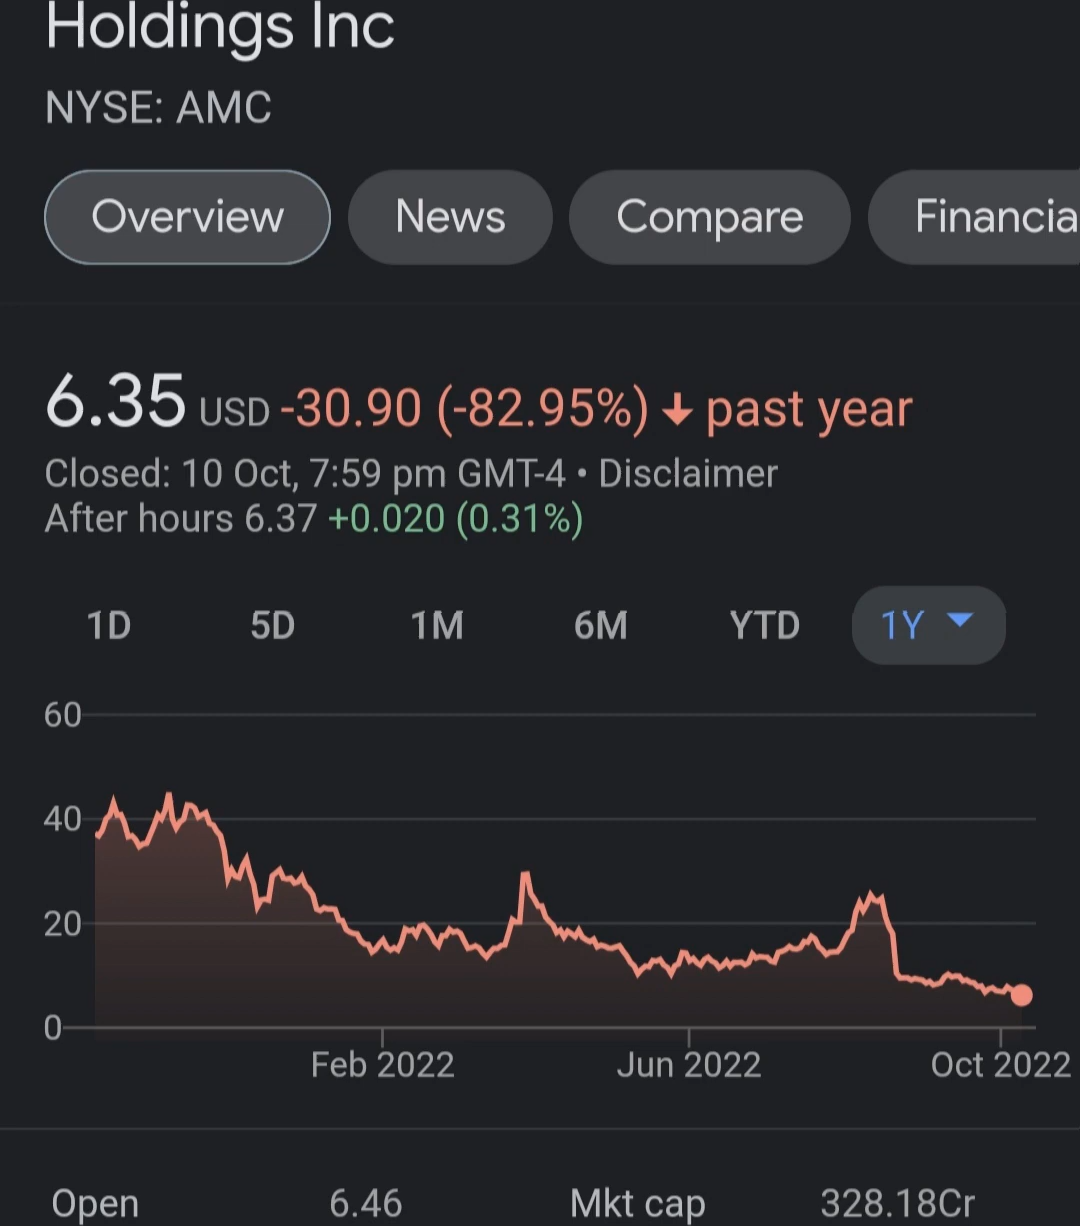 Holdings Inc
NYSE: AMC
Overview News Compare Financia
6.35 USD -30.90 (-82.95%) ↓ past year
Closed: 10 Oct, 7:59 pm GMT-4 • Disclaimer
After hours 6.37 +0.020 (0.31%)
1D 5D 1M 6M YTD 1Y
60
40
20
0
Feb 2022 Jun 2022 Oct 2022
Open 6.46 Mkt cap 328.18Cr